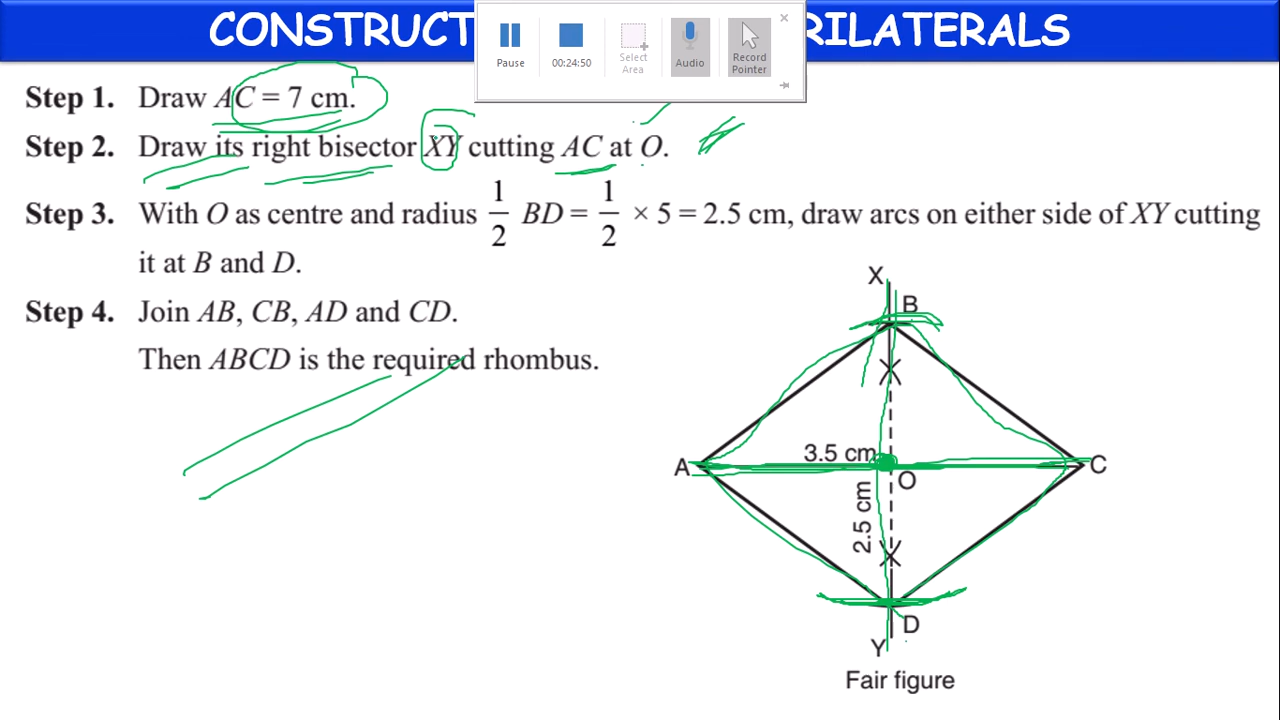 CONSTRUCT RILATERALS
Pause
00:24:50
Select Area
Audio
Record Pointer
Step 1. Draw AC = 7 cm.
Step 2. Draw its right bisector XY cutting AC at O.
Step 3. With O as centre and radius 1/2 BD = 1/2 × 5 = 2.5 cm, draw arcs on either side of XY cutting
it at B and D.
Step 4. Join AB, CB, AD and CD.
Then ABCD is the required rhombus.
X
B
A
3.5 cm
C
O
2.5 cm
D
Y
Fair figure